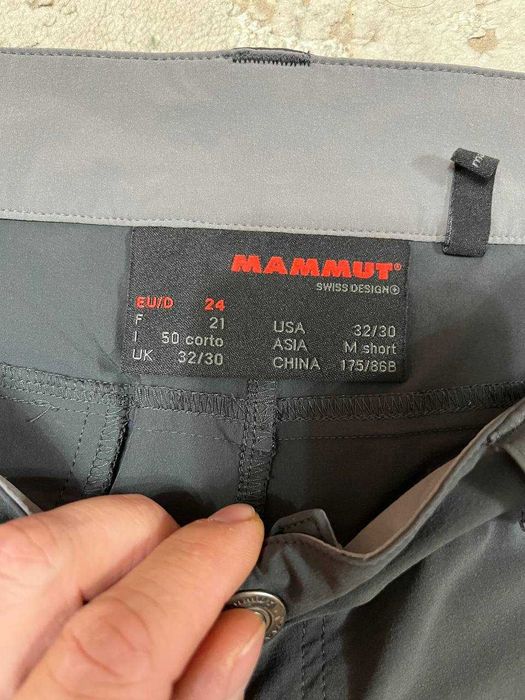 MAMMUT®
SWISS DESIGN
EU/D 24
F 21 USA 32/30
I 50 corto ASIA M short
UK 32/30 CHINA 175/86B